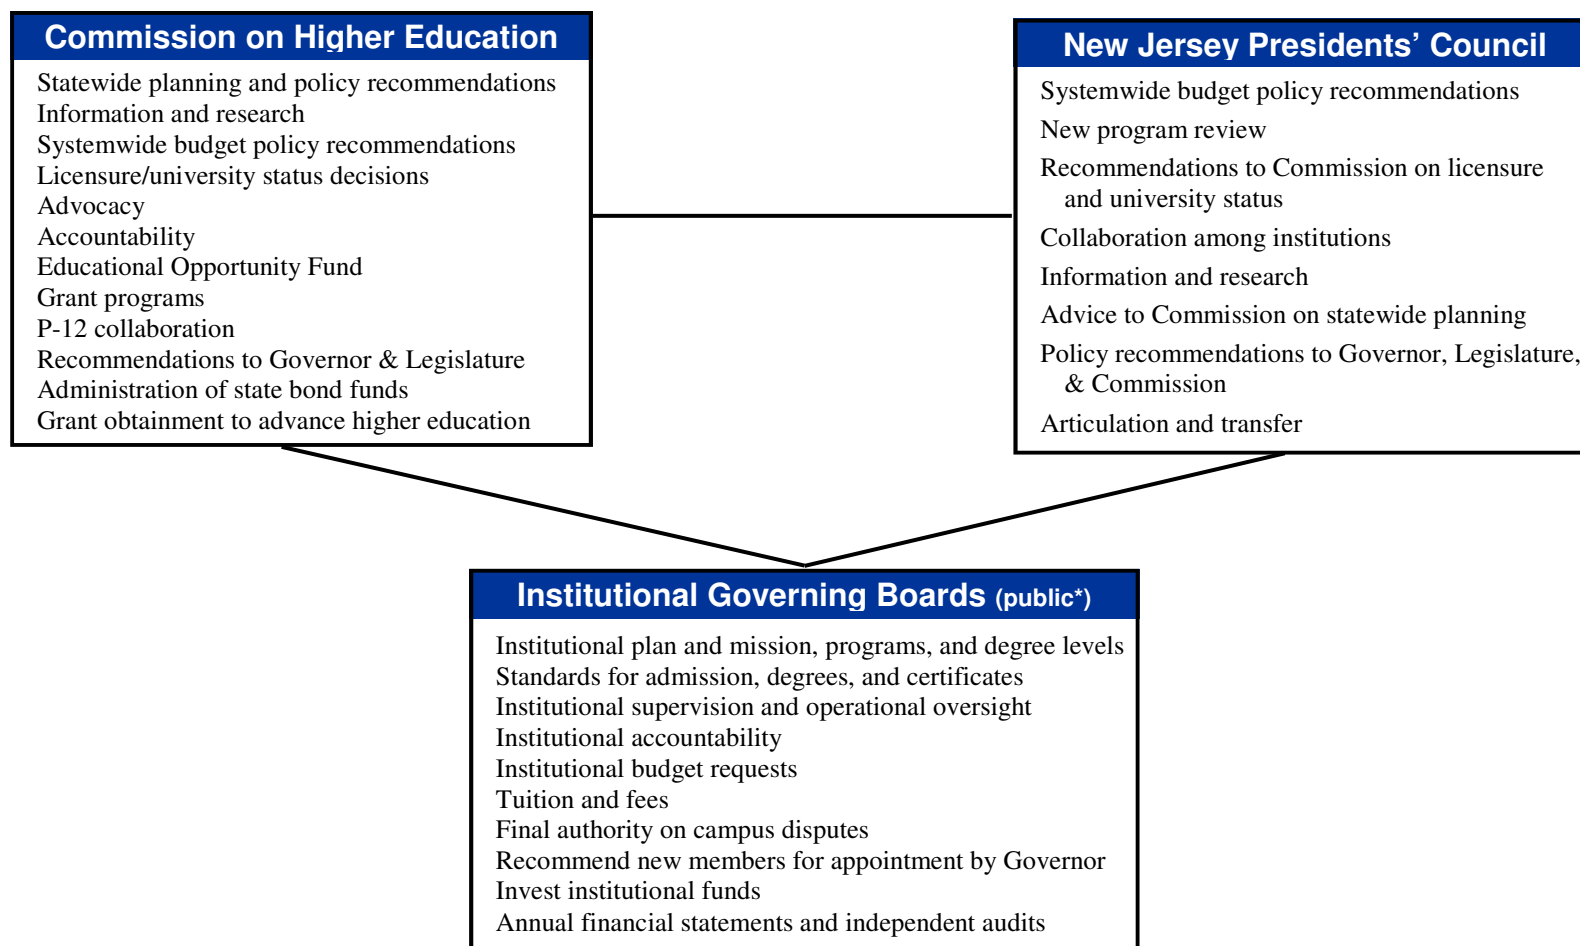 Commission on Higher Education
Statewide planning and policy recommendations
Information and research
Systemwide budget policy recommendations
Licensure/university status decisions
Advocacy
Accountability
Educational Opportunity Fund
Grant programs
P-12 collaboration
Recommendations to Governor & Legislature
Administration of state bond funds
Grant obtainment to advance higher education
New Jersey Presidents’ Council
Systemwide budget policy recommendations
New program review
Recommendations to Commission on licensure
and university status
Collaboration among institutions
Information and research
Advice to Commission on statewide planning
Policy recommendations to Governor, Legislature,
& Commission
Articulation and transfer
Institutional Governing Boards (public*)
Institutional plan and mission, programs, and degree levels
Standards for admission, degrees, and certificates
Institutional supervision and operational oversight
Institutional accountability
Institutional budget requests
Tuition and fees
Final authority on campus disputes
Recommend new members for appointment by Governor
Invest institutional funds
Annual financial statements and independent audits